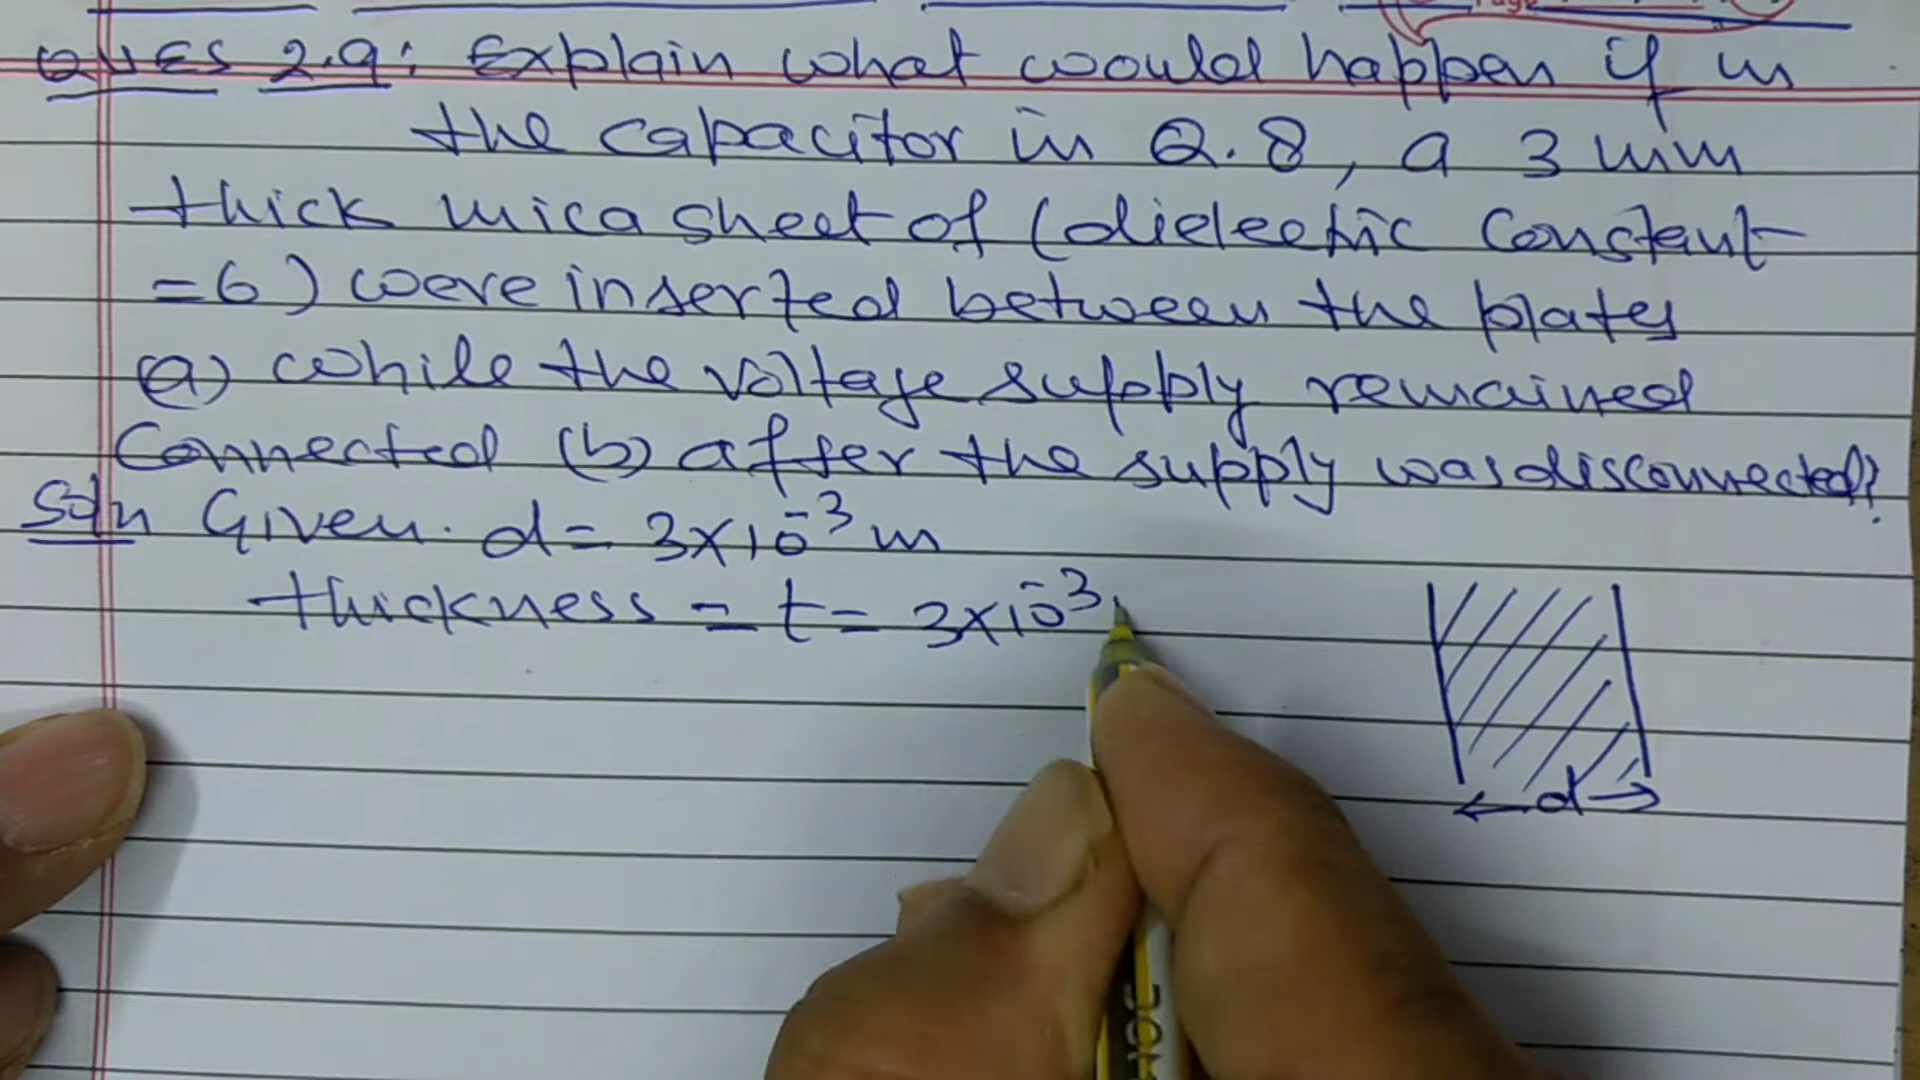 QUES 2.9: Explain what would happen if in
the capacitor in Q.8, a 3 mm
thick mica sheet of (dielectric constant
=6) were inserted between the plates
(a) while the voltage supply remained
connected (b) after the supply was disconnected?
Soln Given. d = 3×10⁻³ m
thickness = t = 3×10⁻³
d